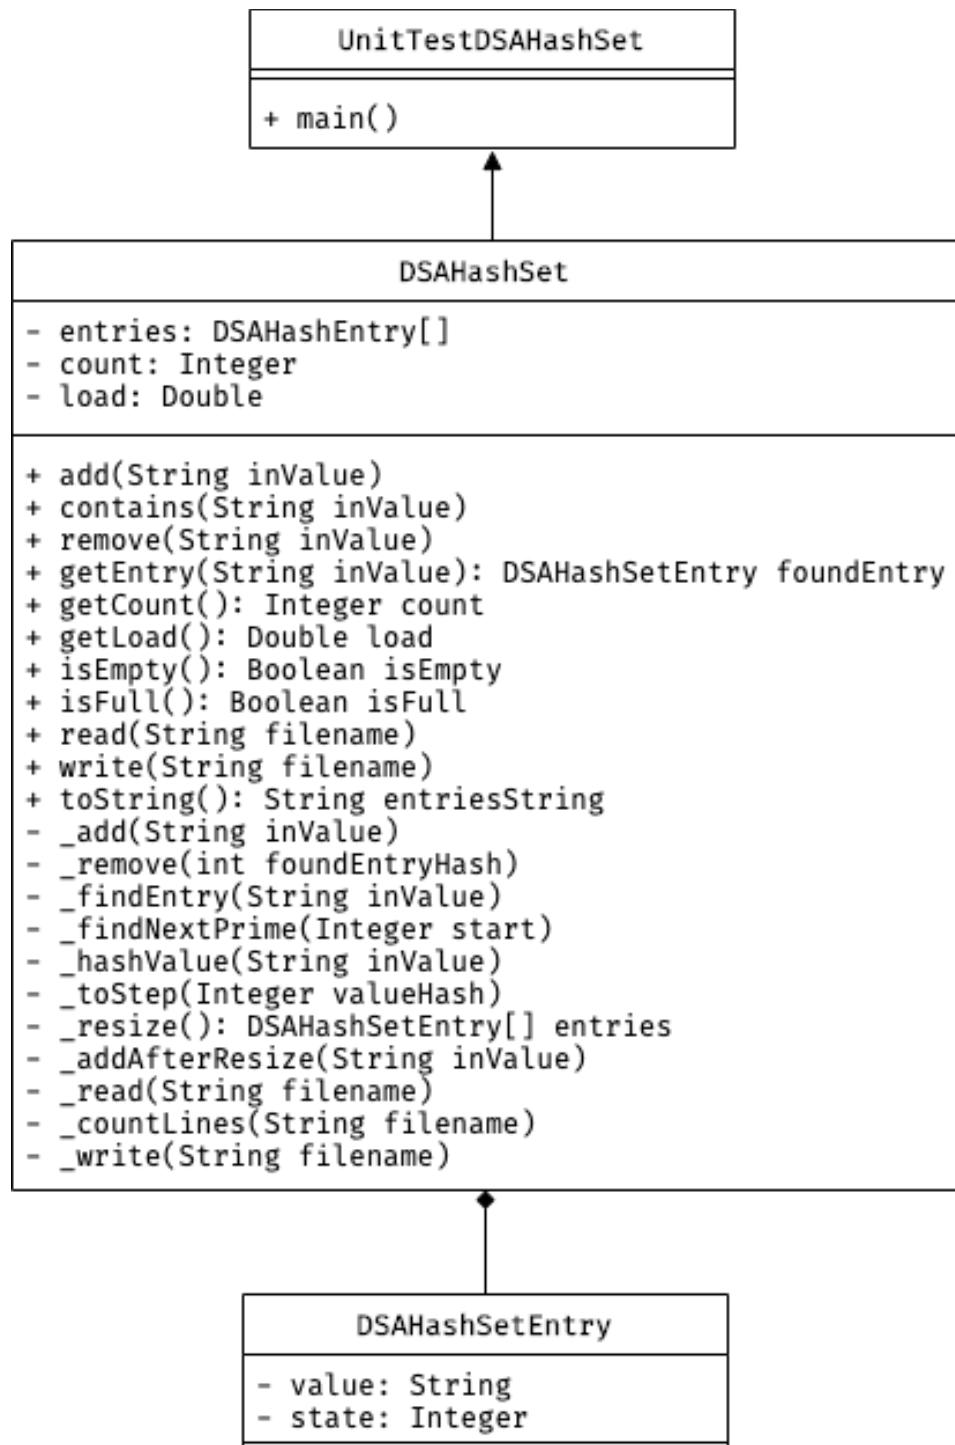 UnitTestDSAHashSet
+ main()
DSAHashSet
- entries: DSAHashEntry[]
- count: Integer
- load: Double
+ add(String inValue)
+ contains(String inValue)
+ remove(String inValue)
+ getEntry(String inValue): DSAHashSetEntry foundEntry
+ getCount(): Integer count
+ getLoad(): Double load
+ isEmpty(): Boolean isEmpty
+ isFull(): Boolean isFull
+ read(String filename)
+ write(String filename)
+ toString(): String entriesString
- _add(String inValue)
- _remove(int foundEntryHash)
- _findEntry(String inValue)
- _findNextPrime(Integer start)
- _hashValue(String inValue)
- _toStep(Integer valueHash)
- _resize(): DSAHashSetEntry[] entries
- _addAfterResize(String inValue)
- _read(String filename)
- _countLines(String filename)
- _write(String filename)
DSAHashSetEntry
- value: String
- state: Integer